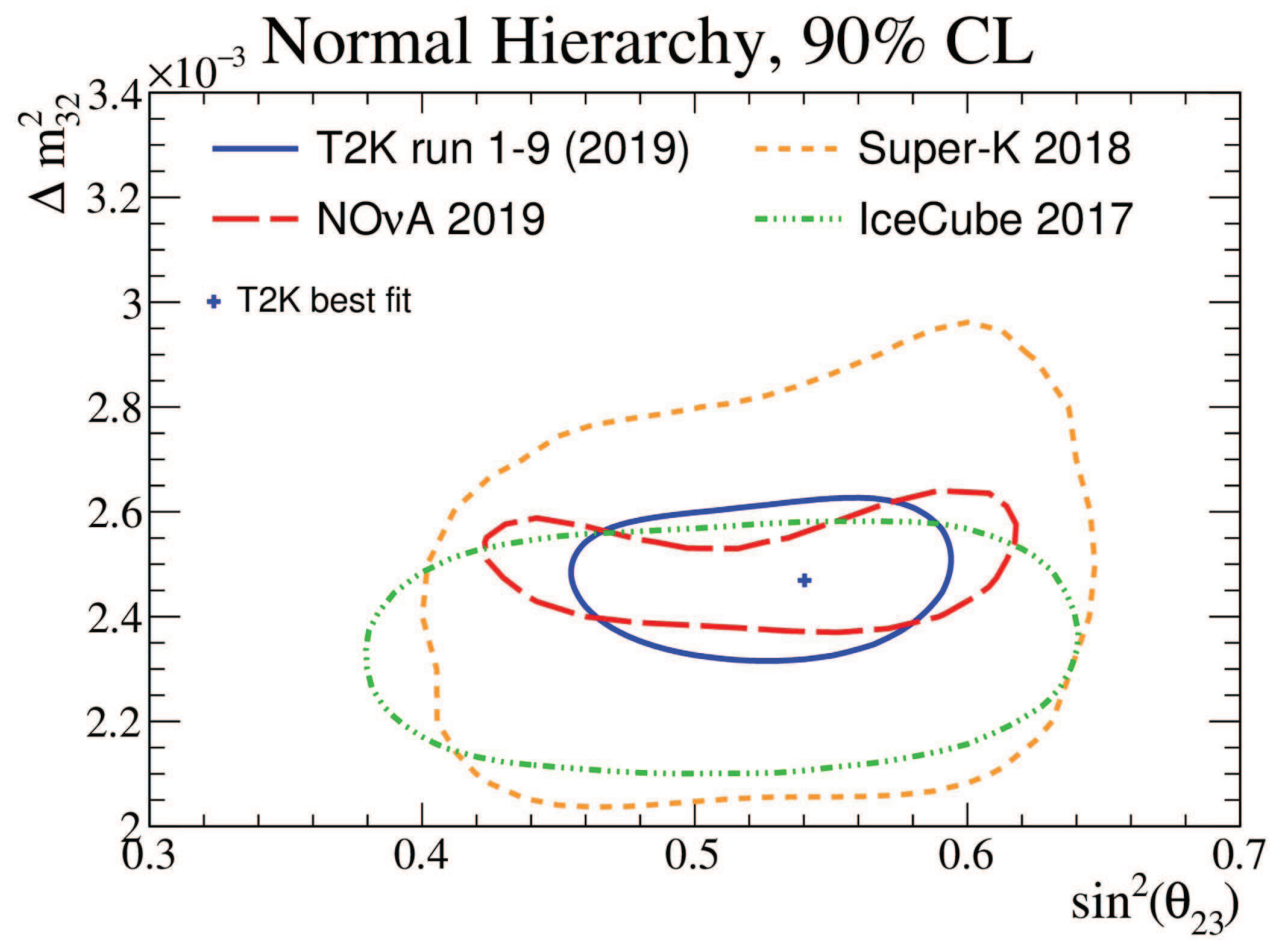 Normal Hierarchy, 90% CL
×10⁻³
Δ m²₃₂
3.4
3.2
3
2.8
2.6
2.4
2.2
2
T2K run 1-9 (2019)
Super-K 2018
NOνA 2019
IceCube 2017
T2K best fit
0.3 0.4 0.5 0.6 0.7
sin²(θ₂₃)